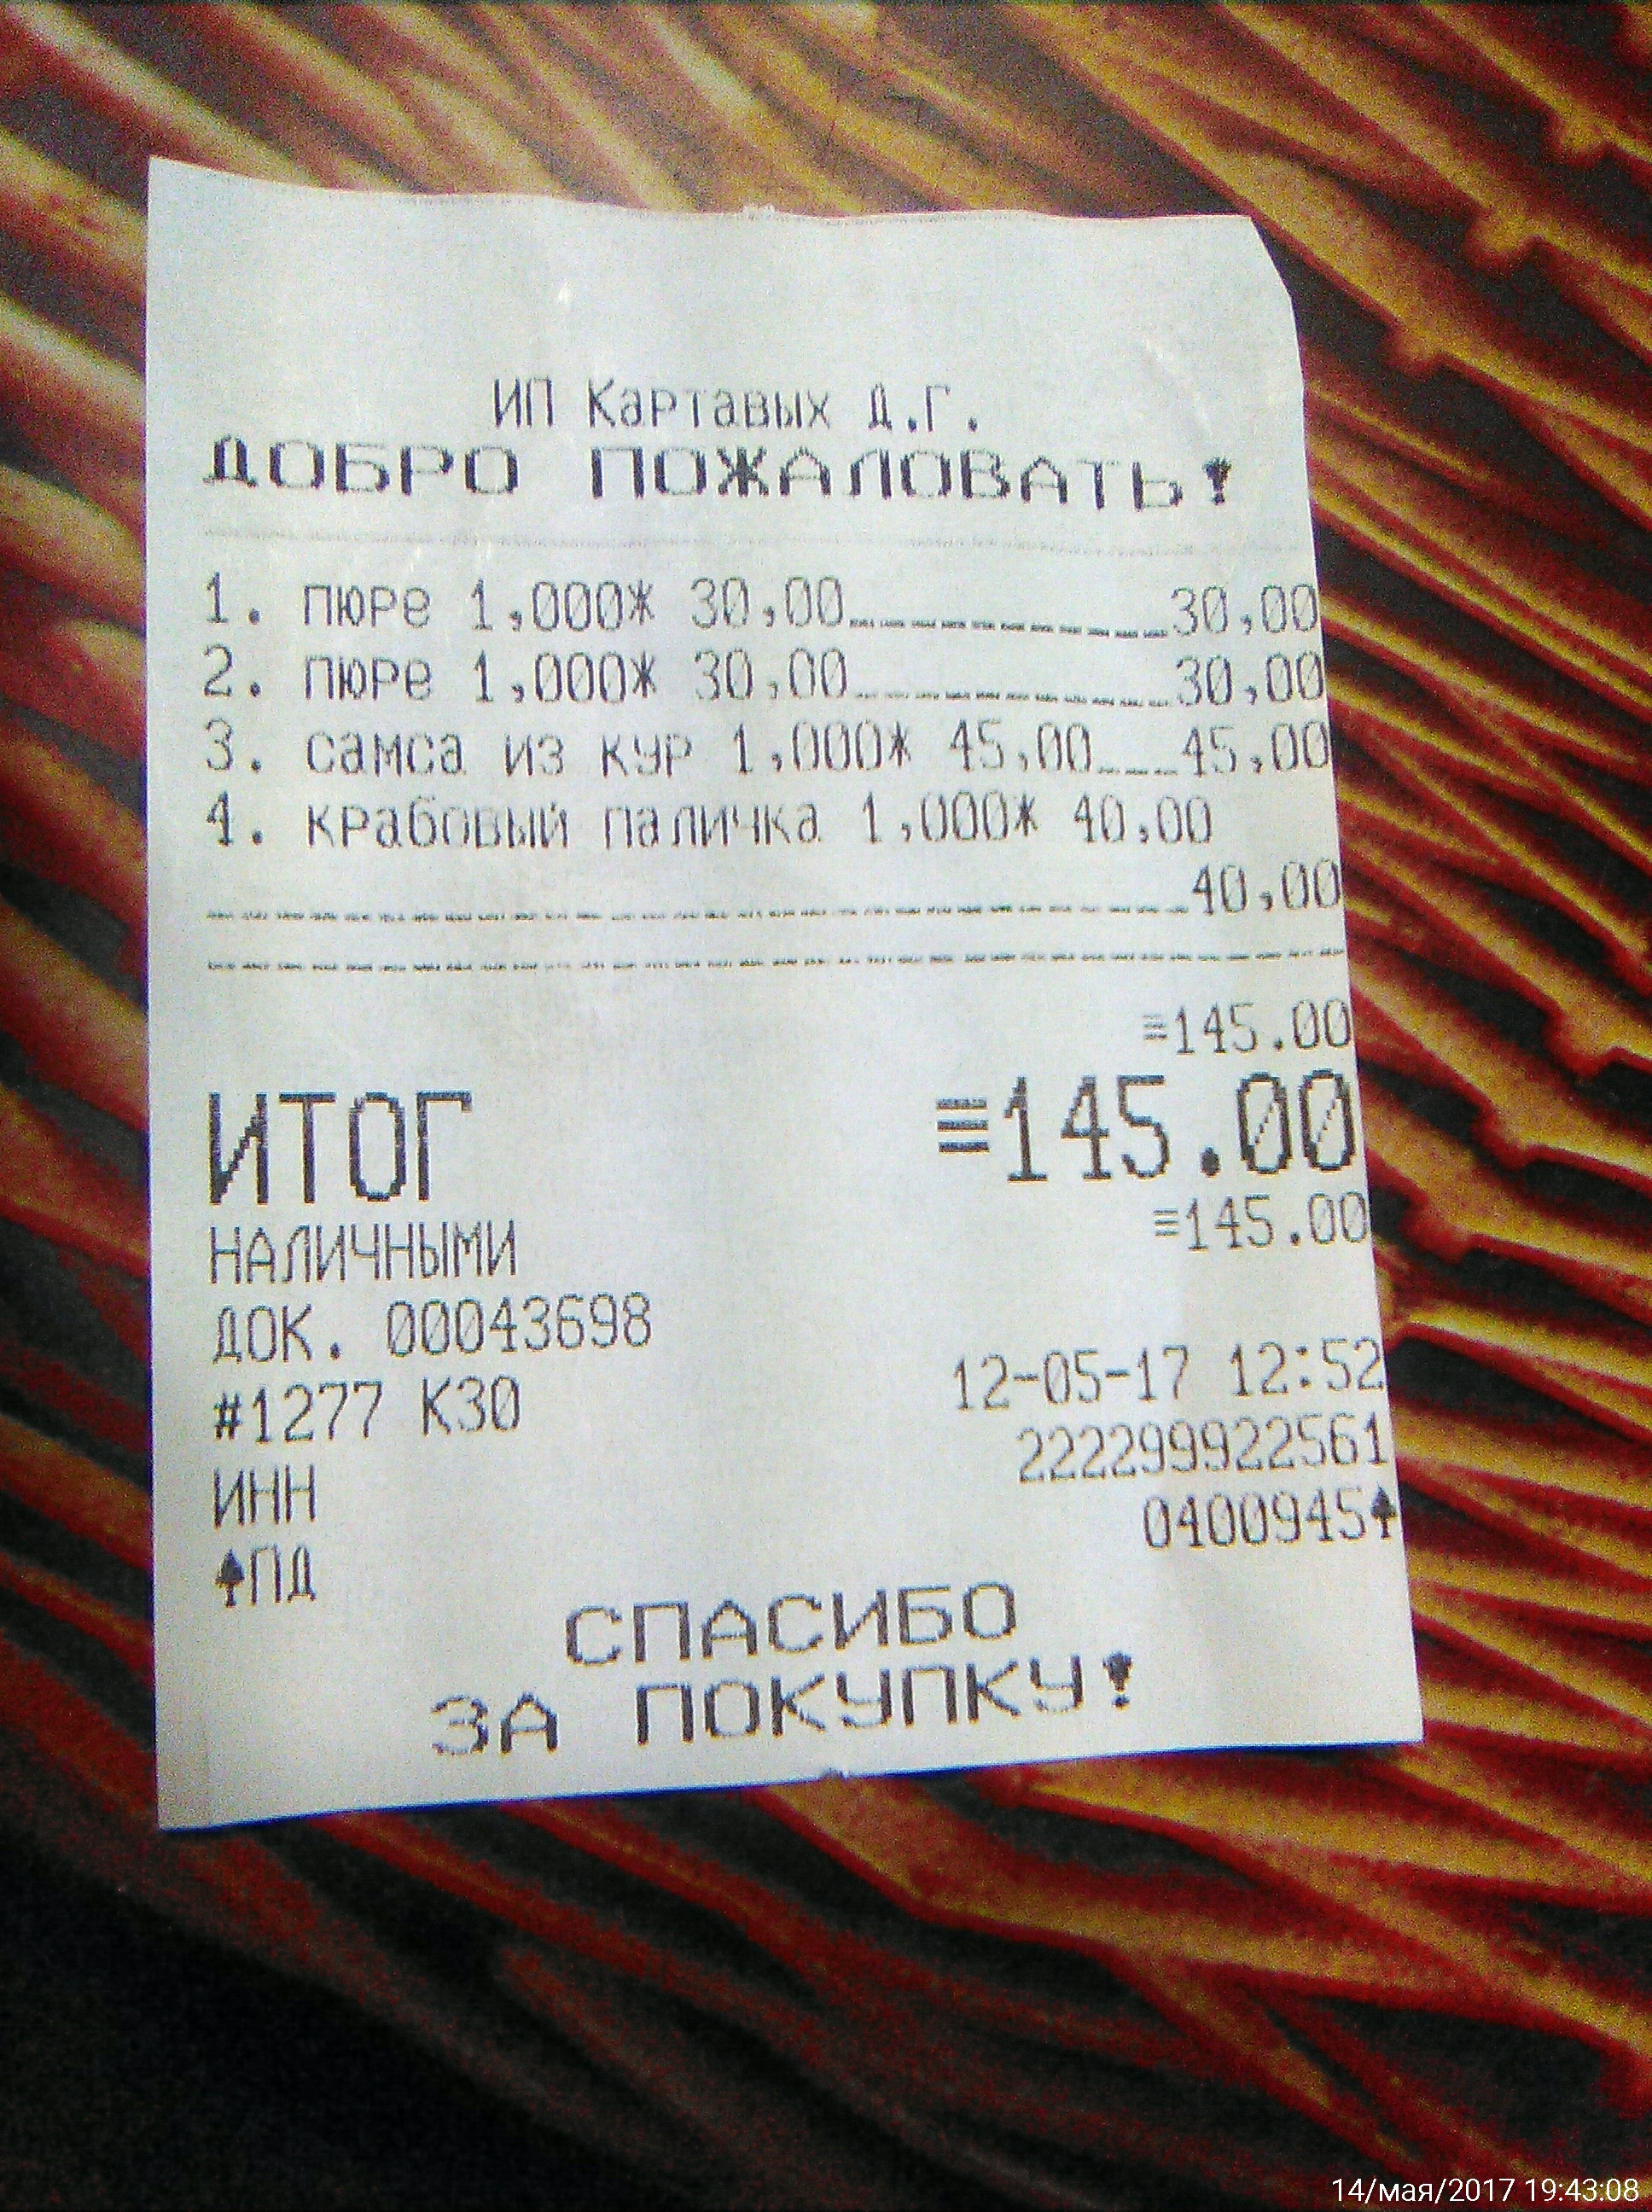 ИП Картавых Д.Г.
ДОБРО ПОЖАЛОВАТЬ!
1. пюре 1,000* 30,00 30,00
2. пюре 1,000* 30,00 30,00
3. самса из кур 1,000* 45,00 45,00
4. крабовый паличка 1,000* 40,00
40,00
≡145.00
ИТОГ ≡145.00
НАЛИЧНЫМИ ≡145.00
ДОК. 00043698
#1277 К30 12-05-17 12:52
ИНН 222299922561
ПД 0400945
СПАСИБО
ЗА ПОКУПКУ!
14/мая/2017 19:43:08